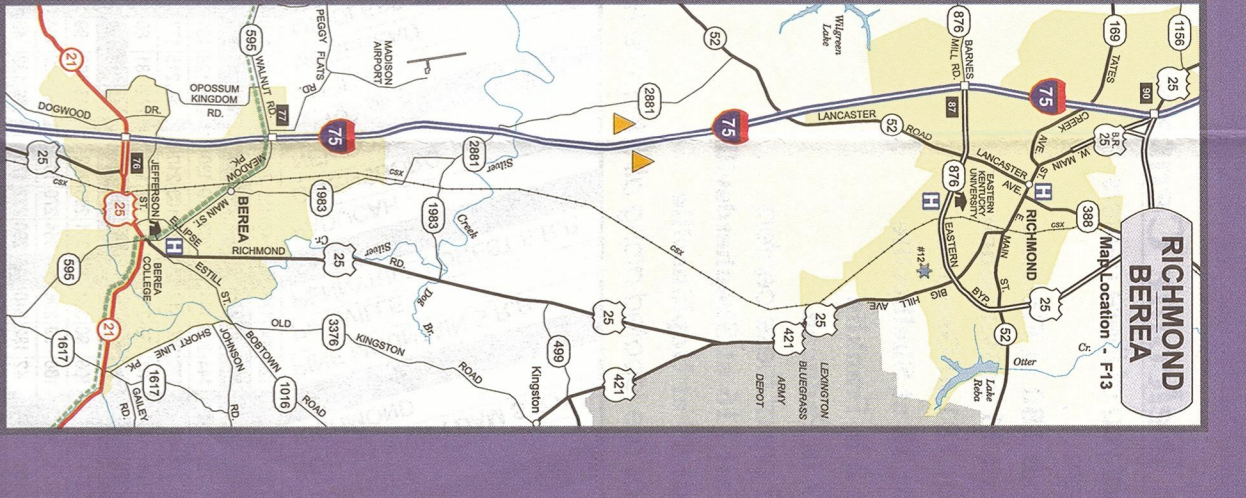 RICHMOND
BEREA
Map Location - F13
1156
25
90
169
TATES
CREEK
AVE
B.R.
25
W. MAIN
ST.
388
csx
75
876
BARNES
MILL RD.
87
LANCASTER
AVE
H
876
EASTERN
KENTUCKY
UNIVERSITY
H
E. MAIN ST.
RICHMOND
EASTERN
BYP.
25
52
#12
BIG HILL
AVE.
Otter
Cr.
Lake
Reba
Wilgreen
Lake
52
LANCASTER
52
ROAD
75
25
421
LEXINGTON
BLUEGRASS
ARMY
DEPOT
csx
2881
25
421
499
Kingston
2881
Silver
Creek
1983
csx
Dog
Br.
Silver
Cr.
25
RD.
RICHMOND
ROAD
KINGSTON
3376
OLD
MADISON
AIRPORT
75
1983
PEGGY FLATS
RD.
595
WALNUT RD.
77
MEADOW
PK.
BEREA
MAIN ST
ELIPSE
H
ESTILL
ST.
BOBTOWN
1016
ROAD
JOHNSON
RD.
SHORT LINE
PK.
1617
GAILEY
RD.
OPOSSUM
KINGDOM
RD.
DOGWOOD
DR.
21
76
JEFFERSON
ST.
25
BEREA
COLLEGE
21
25
csx
595
1617